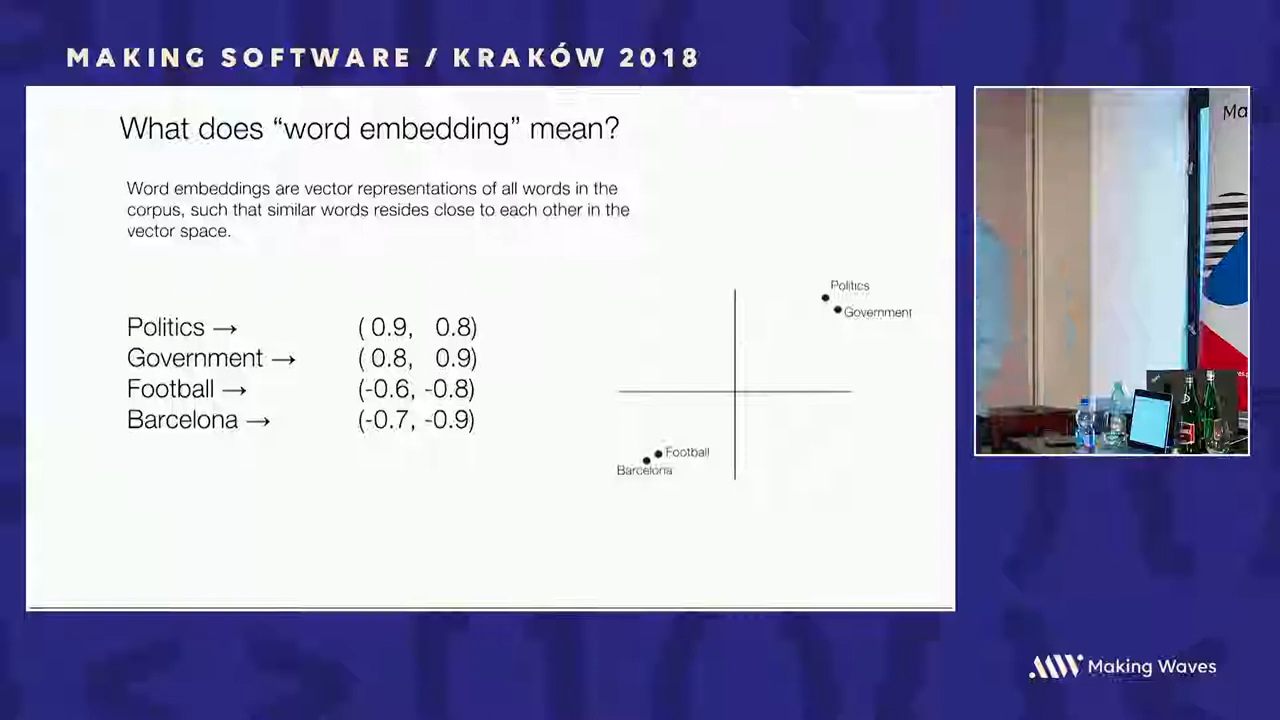 MAKING SOFTWARE / KRAKÓW 2018
What does “word embedding” mean?
Word embeddings are vector representations of all words in the
corpus, such that similar words resides close to each other in the
vector space.
Politics → ( 0.9, 0.8)
Government → ( 0.8, 0.9)
Football → (-0.6, -0.8)
Barcelona → (-0.7, -0.9)
Politics
Government
Football
Barcelona
Ma
Making Waves